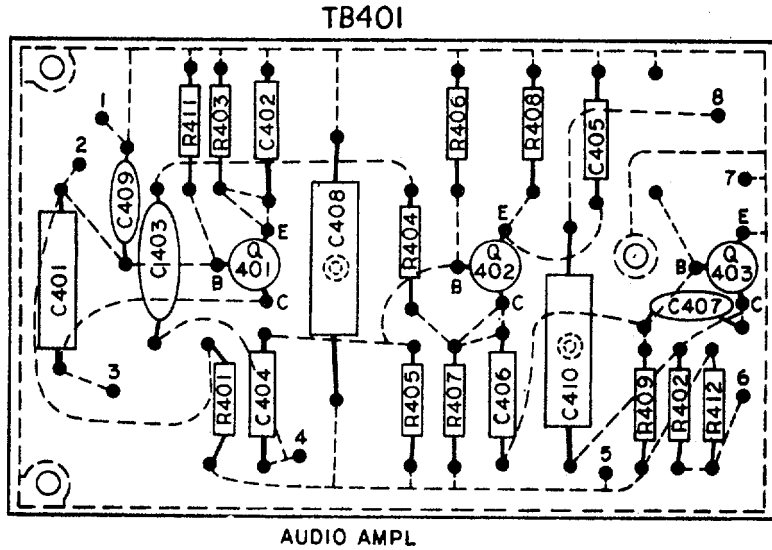 TB401
1
2
3
4
5
6
7
8
R411
R403
C402
R406
R408
C405
C409
C1403
C408
R404
C401
E
Q
401
B
C
E
Q
402
B
C
E
Q
403
B
C
C407
R401
C404
R405
R407
C406
C410
R409
R402
R412
AUDIO AMPL